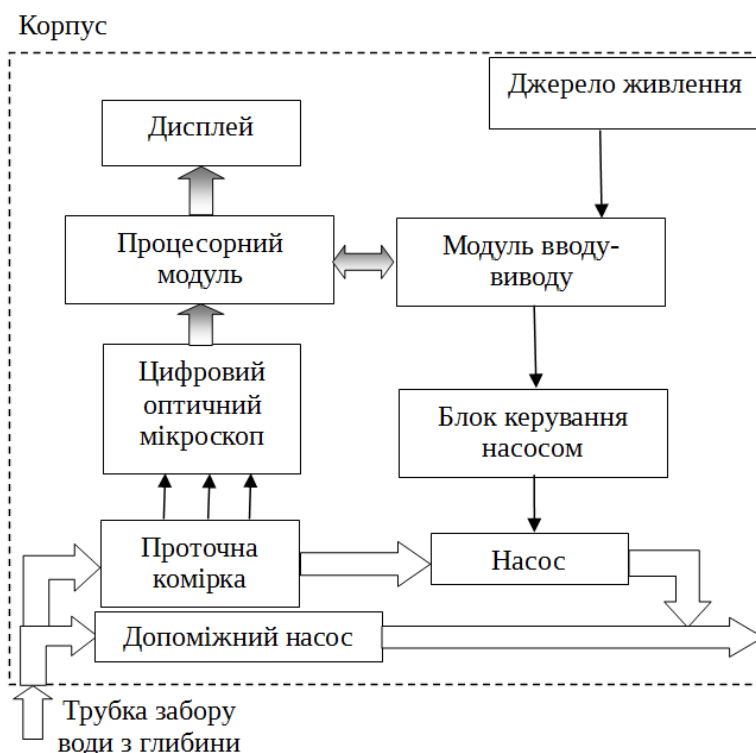 Корпус
Джерело живлення
Дисплей
Процесорний
модуль
Модуль вводу-
виводу
Цифровий
оптичний
мікроскоп
Блок керування
насосом
Проточна
комірка
Насос
Допоміжний насос
Трубка забору
води з глибини